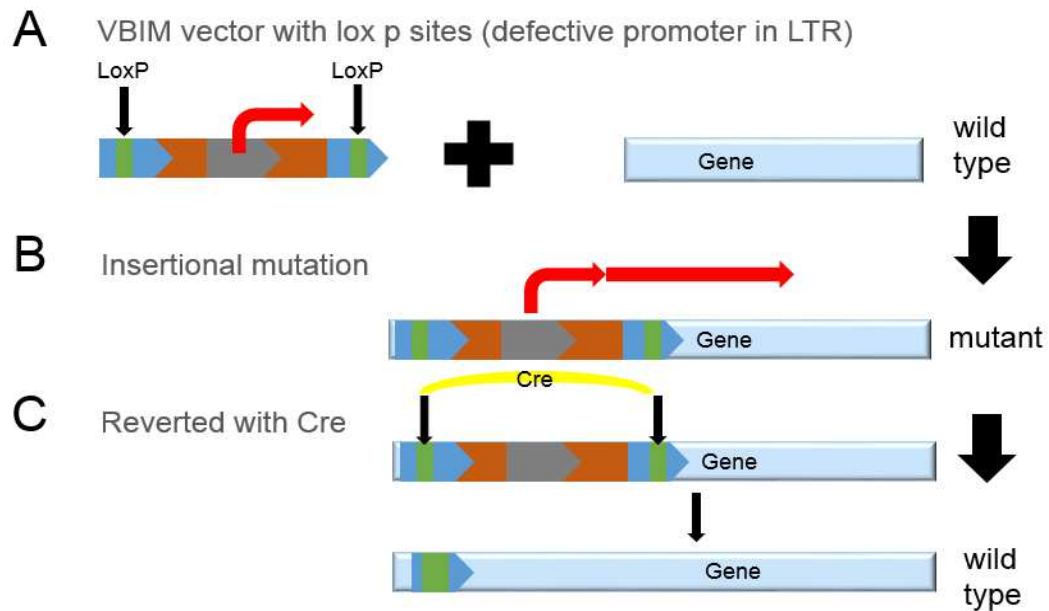 A VBIM vector with lox p sites (defective promoter in LTR)
LoxP LoxP
Gene
wild
type
B Insertional mutation
Gene
mutant
Cre
C Reverted with Cre
Gene
Gene
wild
type